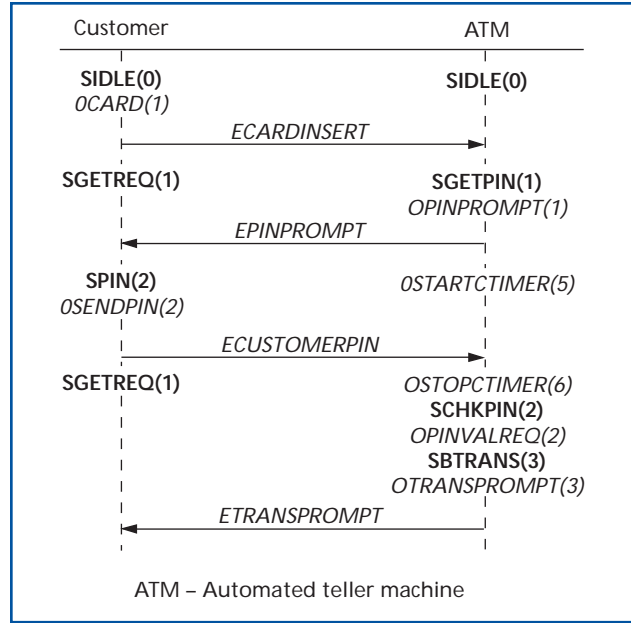 Customer ATM
SIDLE(0) SIDLE(0)
0CARD(1)
ECARDINSERT
SGETREQ(1) SGETPIN(1)
OPINPROMPT(1)
EPINPROMPT
SPIN(2) 0STARTCTIMER(5)
0SENDPIN(2)
ECUSTOMERPIN
SGETREQ(1) OSTOPCTIMER(6)
SCHKPIN(2)
OPINVALREQ(2)
SBTRANS(3)
OTRANSPROMPT(3)
ETRANSPROMPT
ATM – Automated teller machine